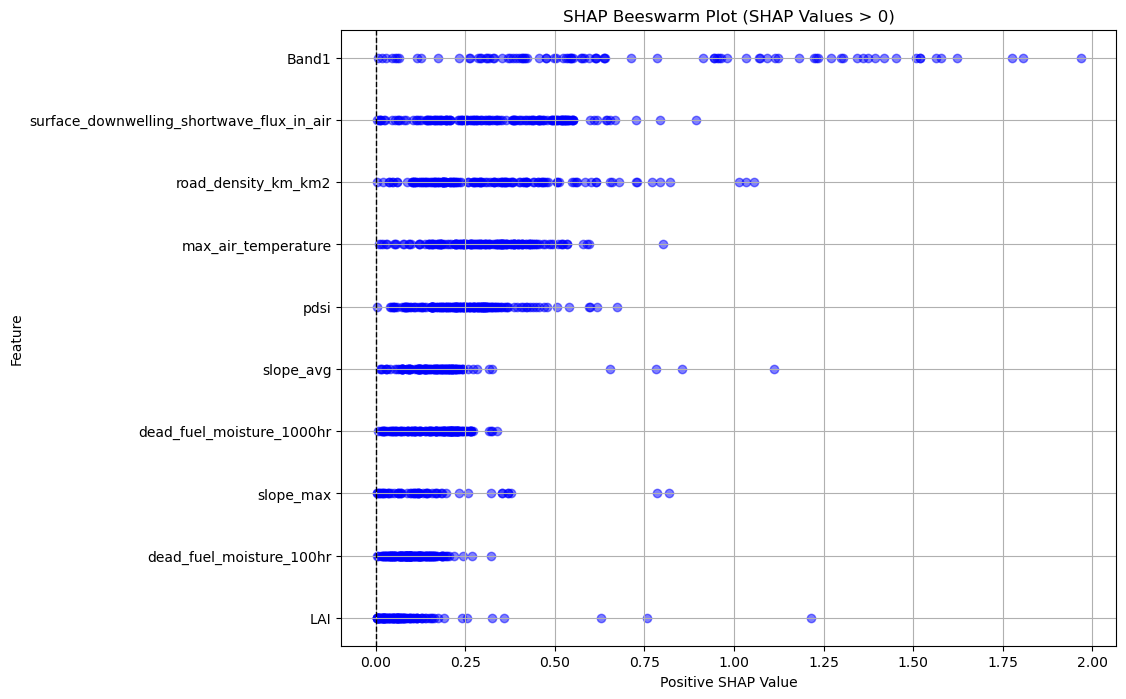 SHAP Beeswarm Plot (SHAP Values > 0)
Band1
surface_downwelling_shortwave_flux_in_air
road_density_km_km2
max_air_temperature
pdsi
slope_avg
dead_fuel_moisture_1000hr
slope_max
dead_fuel_moisture_100hr
LAI
Feature
0.00 0.25 0.50 0.75 1.00 1.25 1.50 1.75 2.00
Positive SHAP Value